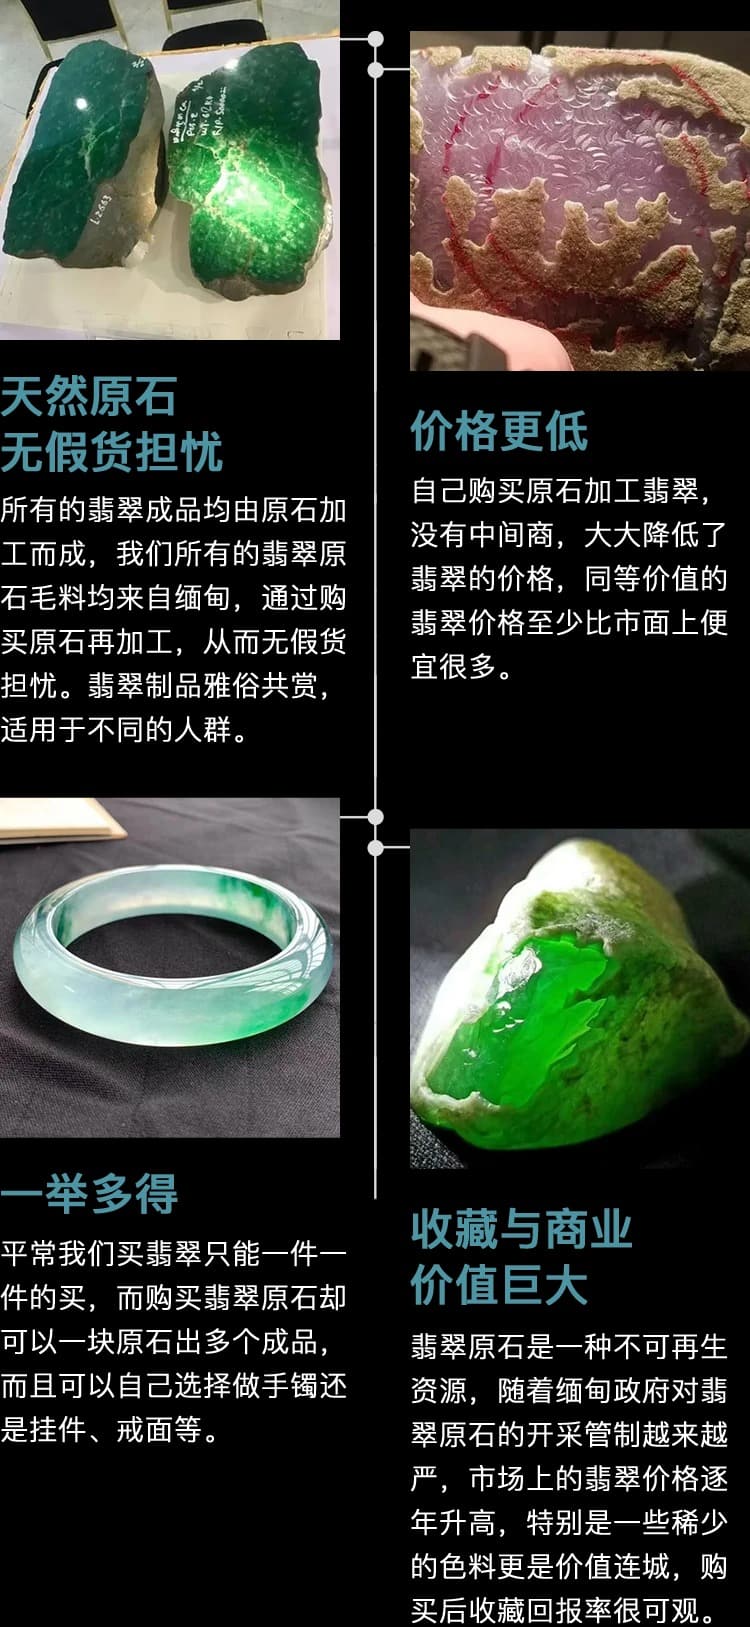 天然原石
无假货担忧
所有的翡翠成品均由原石加
工而成，我们所有的翡翠原
石毛料均来自缅甸，通过购
买原石再加工，从而无假货
担忧。翡翠制品雅俗共赏，
适用于不同的人群。
价格更低
自己购买原石加工翡翠，
没有中间商，大大降低了
翡翠的价格，同等价值的
翡翠价格至少比市面上便
宜很多。
一举多得
平常我们买翡翠只能一件一
件的买，而购买翡翠原石却
可以一块原石出多个成品，
而且可以自己选择做手镯还
是挂件、戒面等。
收藏与商业
价值巨大
翡翠原石是一种不可再生
资源，随着缅甸政府对翡
翠原石的开采管制越来越
严，市场上的翡翠价格逐
年升高，特别是一些稀少
的色料更是价值连城，购
买后收藏回报率很可观。